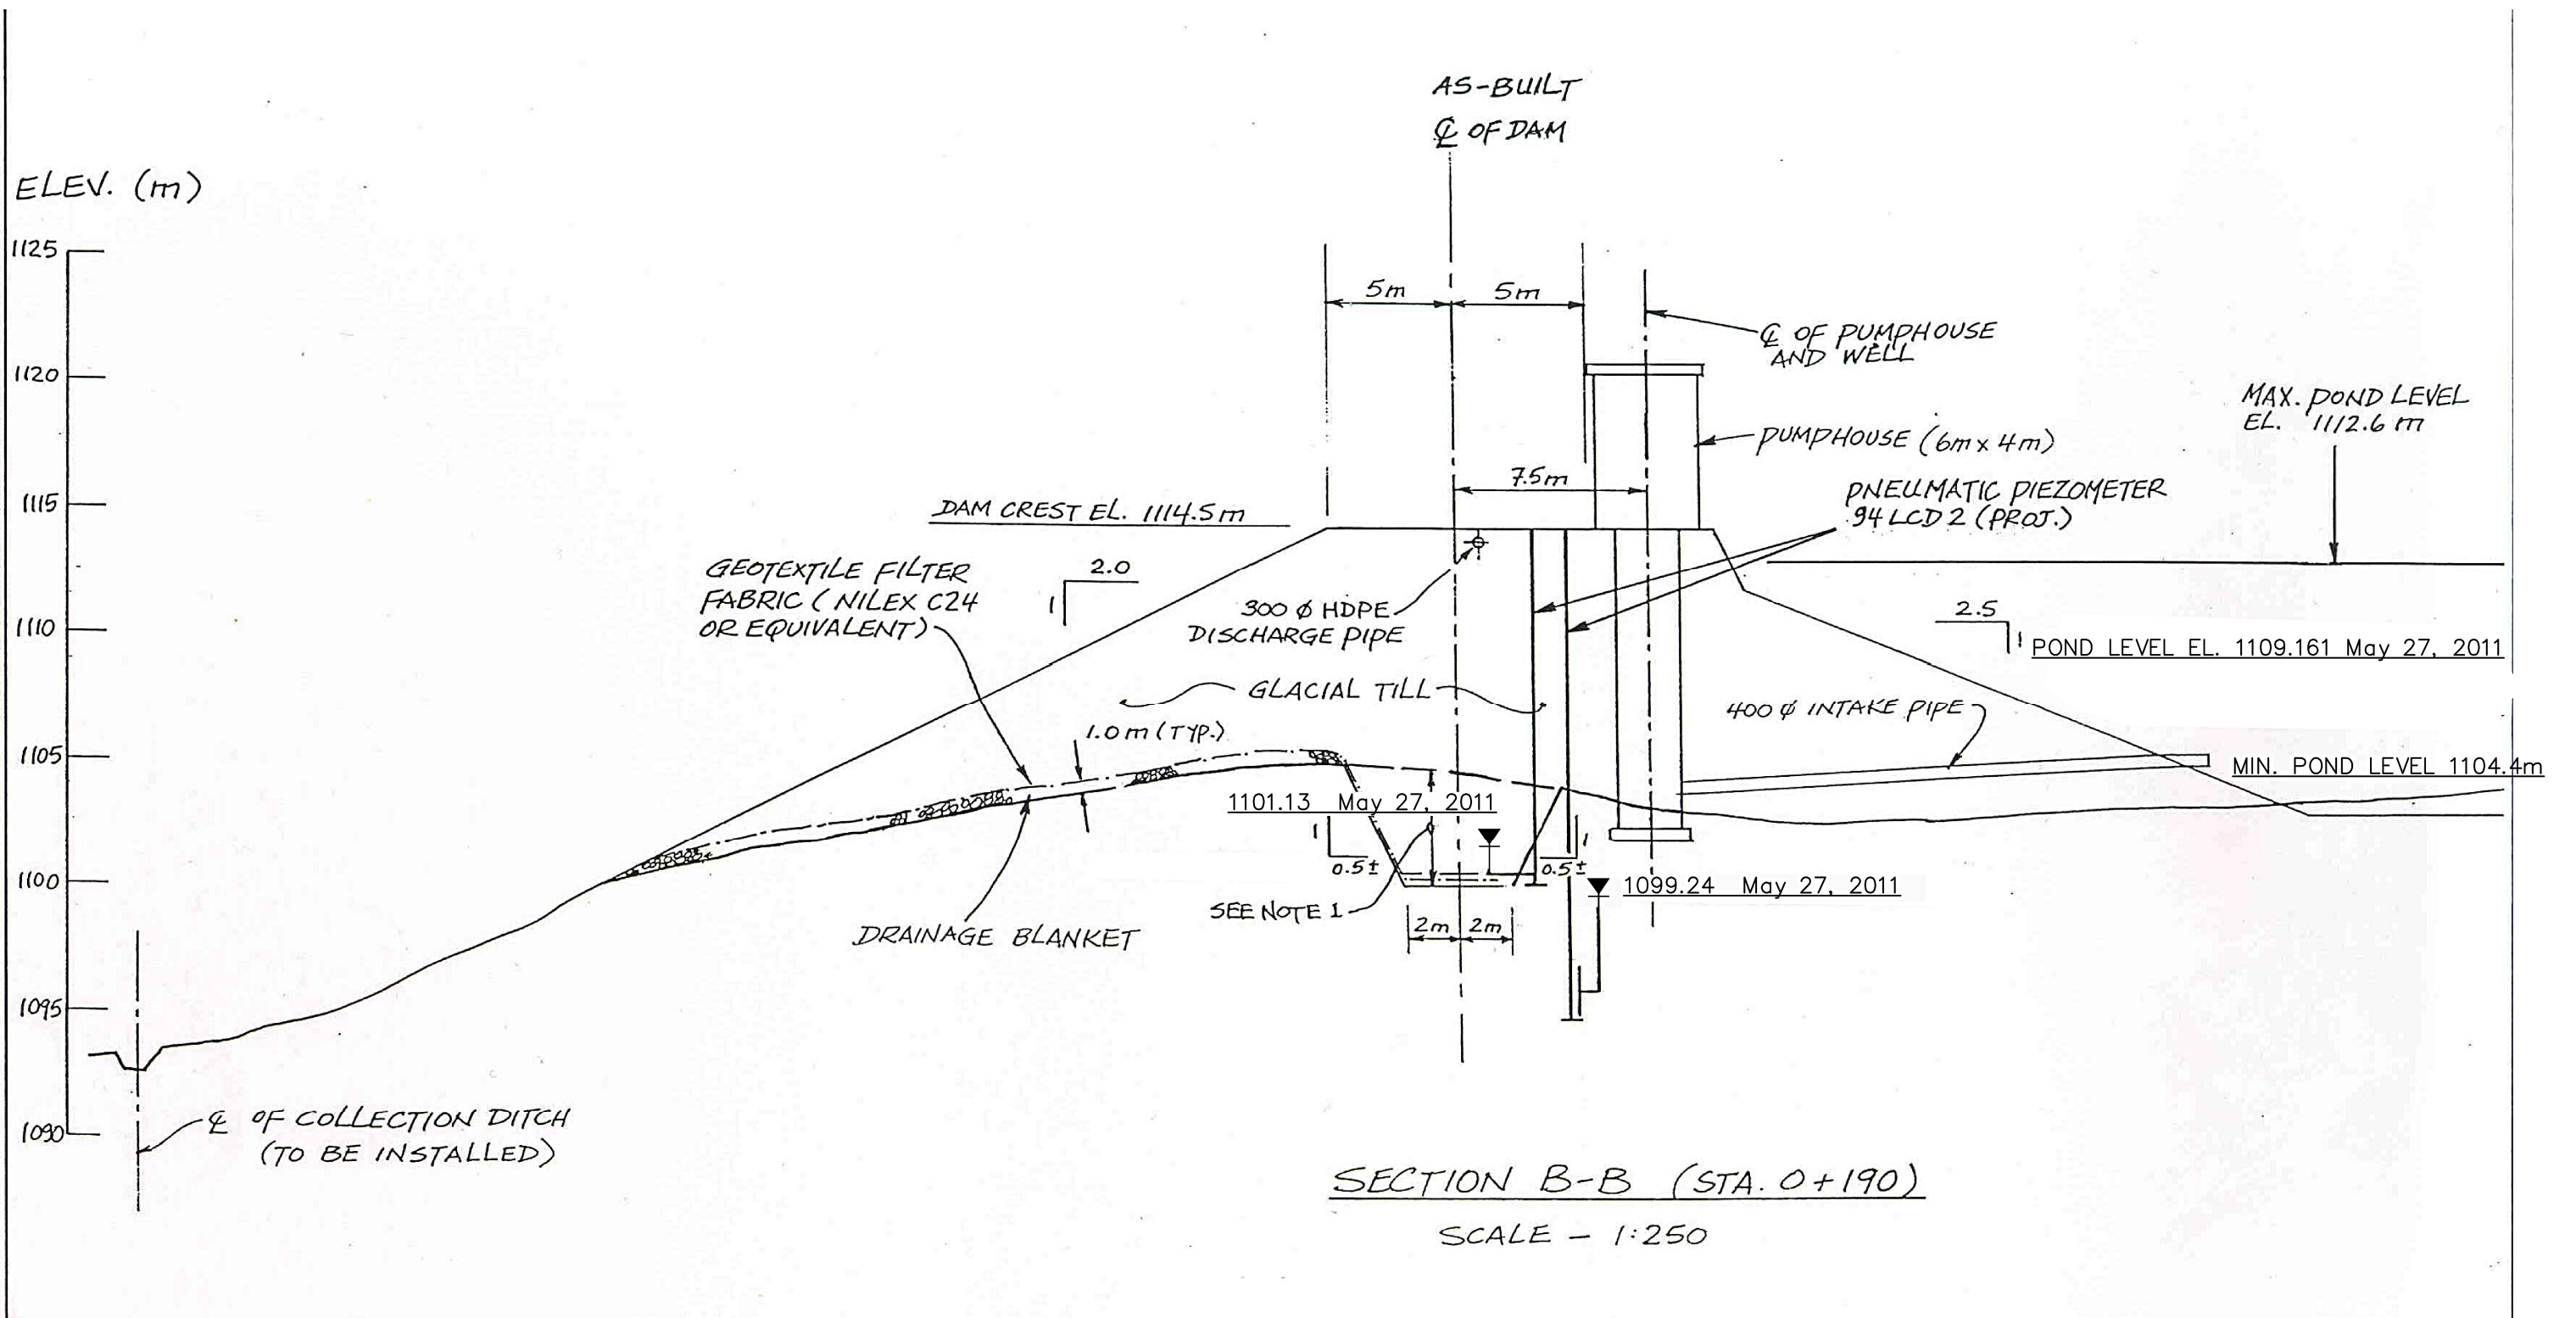 AS-BUILT
℄ OF DAM
ELEV. (m)
1125
1120
1115
1110
1105
1100
1095
1090
5m
5m
℄ OF PUMPHOUSE
AND WELL
MAX. POND LEVEL
EL. 1112.6 m
PUMPHOUSE (6m x 4m)
7.5m
PNEUMATIC PIEZOMETER
94 LCD 2 (PROJ.)
DAM CREST EL. 1114.5m
GEOTEXTILE FILTER
FABRIC (NILEX C24
OR EQUIVALENT)
2.0
1
300 ⌀ HDPE
DISCHARGE PIPE
2.5
1
POND LEVEL EL. 1109.161 May 27, 2011
GLACIAL TILL
400 ⌀ INTAKE PIPE
1.0m (TYP.)
MIN. POND LEVEL 1104.4m
1101.13 May 27, 2011
1
0.5±
1
0.5±
1099.24 May 27, 2011
SEE NOTE 1
2m
2m
DRAINAGE BLANKET
℄ OF COLLECTION DITCH
(TO BE INSTALLED)
SECTION B-B (STA. 0+190)
SCALE - 1:250